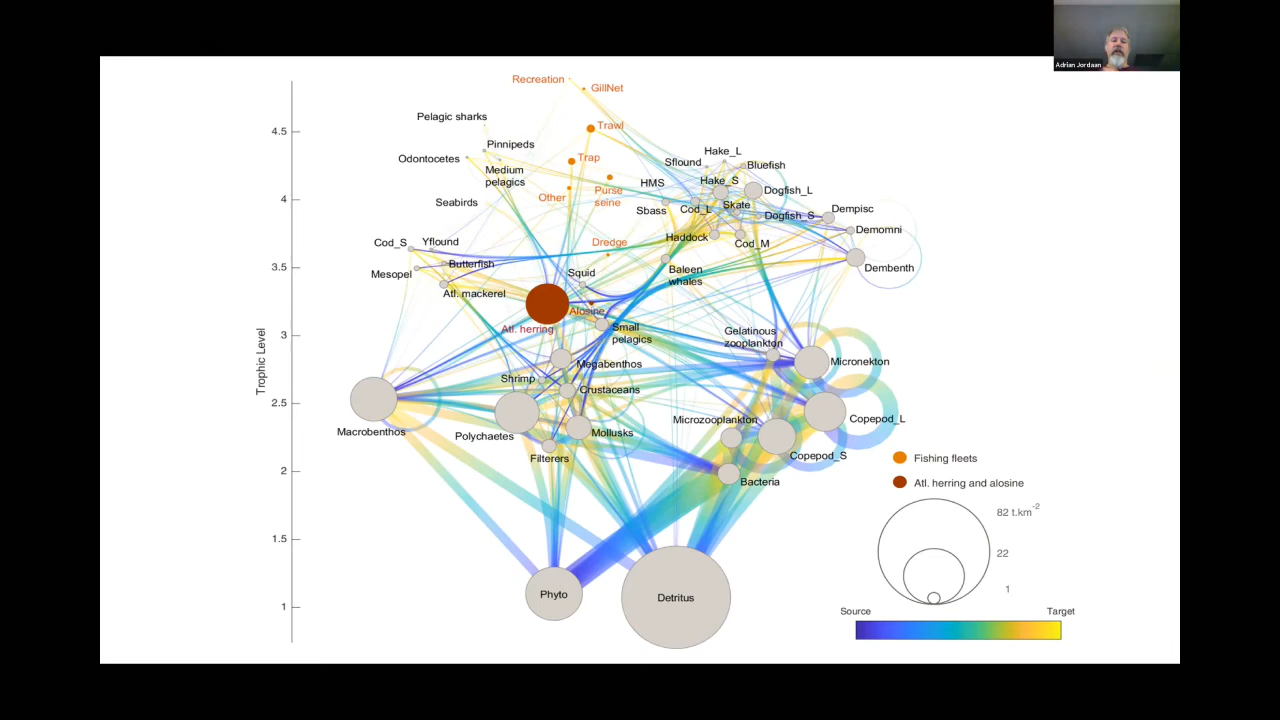 Adrian Jordaan
Recreation
GillNet
Pelagic sharks
4.5
Trawl
Pinnipeds
Odontocetes
Trap
Medium
pelagics
Hake_L
Sflound
Bluefish
HMS
Hake_S
Dogfish_L
Other
Purse
seine
4
Seabirds
Sbass
Cod_L
Skate
Dogfish_S
Dempisc
Demomni
Haddock
Cod_M
Cod_S
Yflound
Dredge
3.5
Mesopel
Butterfish
Squid
Baleen
whales
Dembenth
Atl. mackerel
Alosine
Atl. herring
Small
pelagics
3
Gelatinous
zooplankton
Trophic Level
Megabenthos
Micronekton
Shrimp
Crustaceans
2.5
Macrobenthos
Polychaetes
Mollusks
Microzooplankton
Copepod_L
Filterers
Copepod_S
2
Bacteria
Fishing fleets
Atl. herring and alosine
82 t.km-2
22
1
1.5
Phyto
Detritus
1
Source
Target